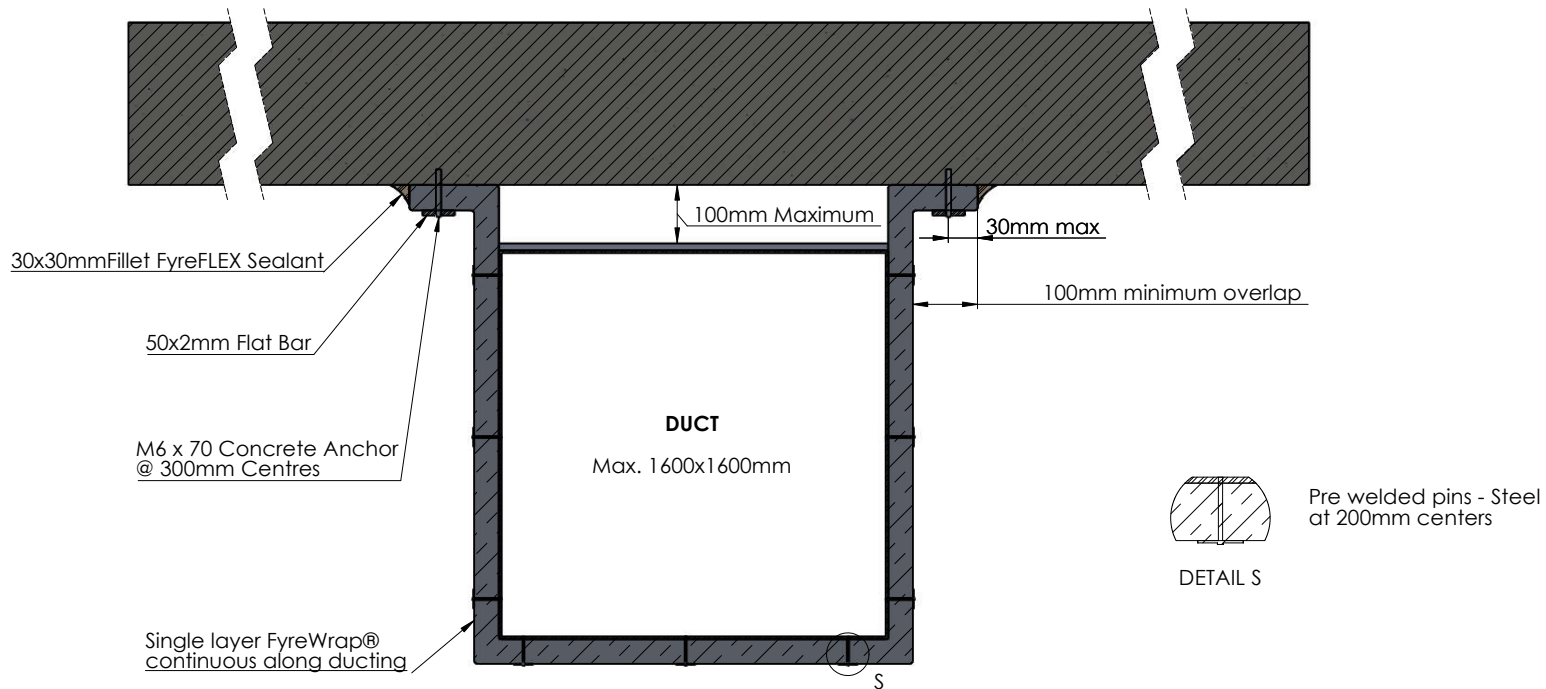 100mm Maximum
30mm max
30x30mmFillet FyreFLEX Sealant
100mm minimum overlap
50x2mm Flat Bar
DUCT
Max. 1600x1600mm
M6 x 70 Concrete Anchor
@ 300mm Centres
Pre welded pins - Steel
at 200mm centers
DETAIL S
Single layer FyreWrap®
continuous along ducting
S